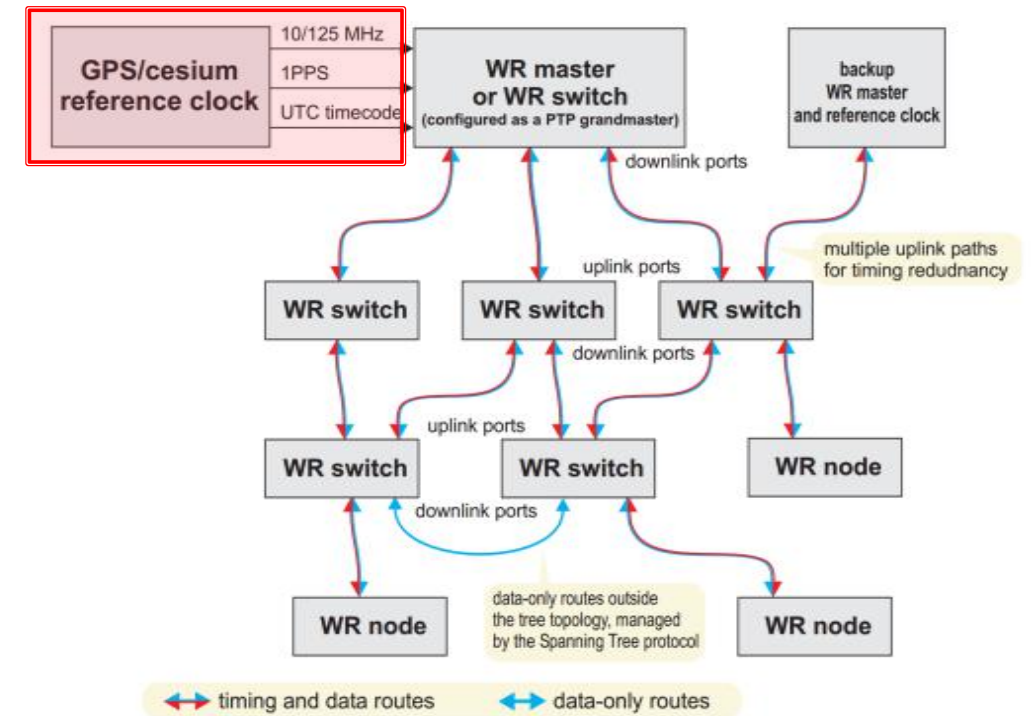 GPS/cesium
reference clock
10/125 MHz
1PPS
UTC timecode
WR master
or WR switch
(configured as a PTP grandmaster)
backup
WR master
and reference clock
downlink ports
multiple uplink paths
for timing redudnancy
uplink ports
WR switch
WR switch
WR switch
downlink ports
uplink ports
WR switch
WR switch
WR node
downlink ports
data-only routes outside
the tree topology, managed
by the Spanning Tree protocol
WR node
WR node
timing and data routes
data-only routes